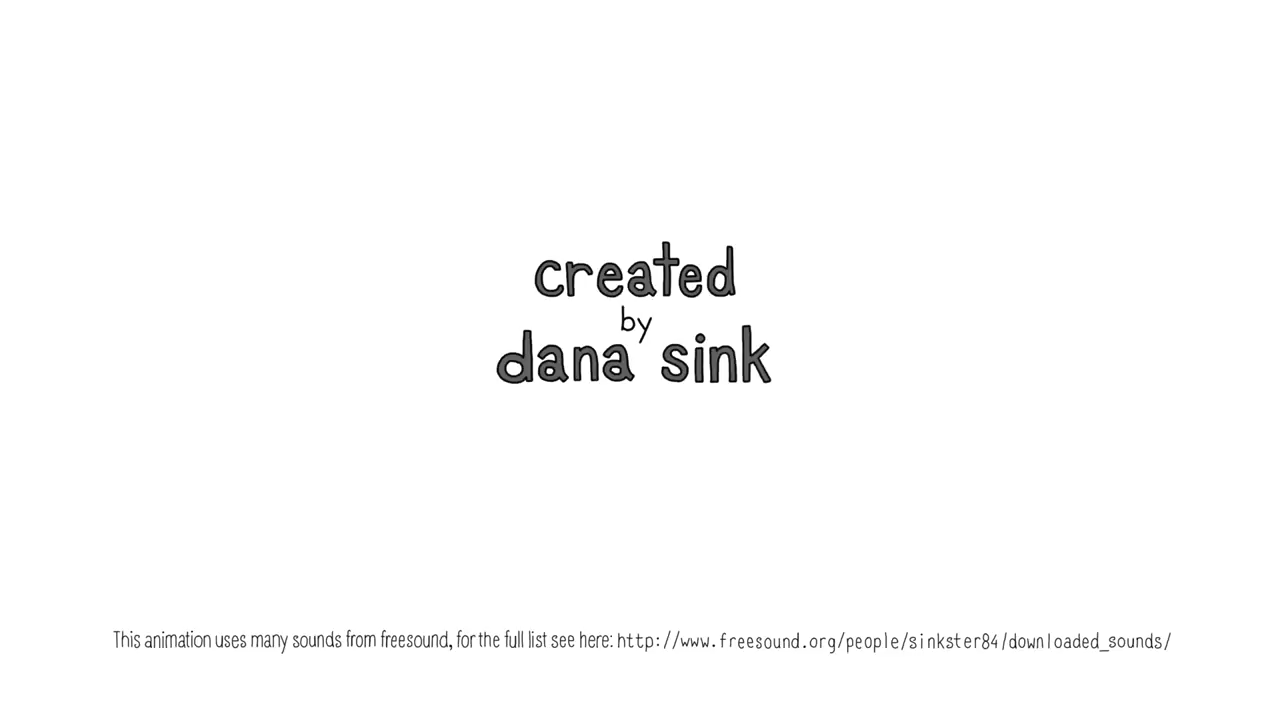 created
by
dana sink
This animation uses many sounds from freesound, for the full list see here: http://www.freesound.org/people/sinkster84/downloaded_sounds/